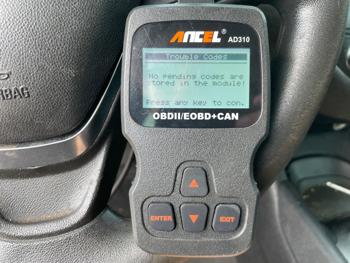 ANCEL®
AD310
Trouble Codes
No pending codes are
stored in the module!
Press any key to con.
OBDII/EOBD+CAN
ENTER
EXIT
RBAG